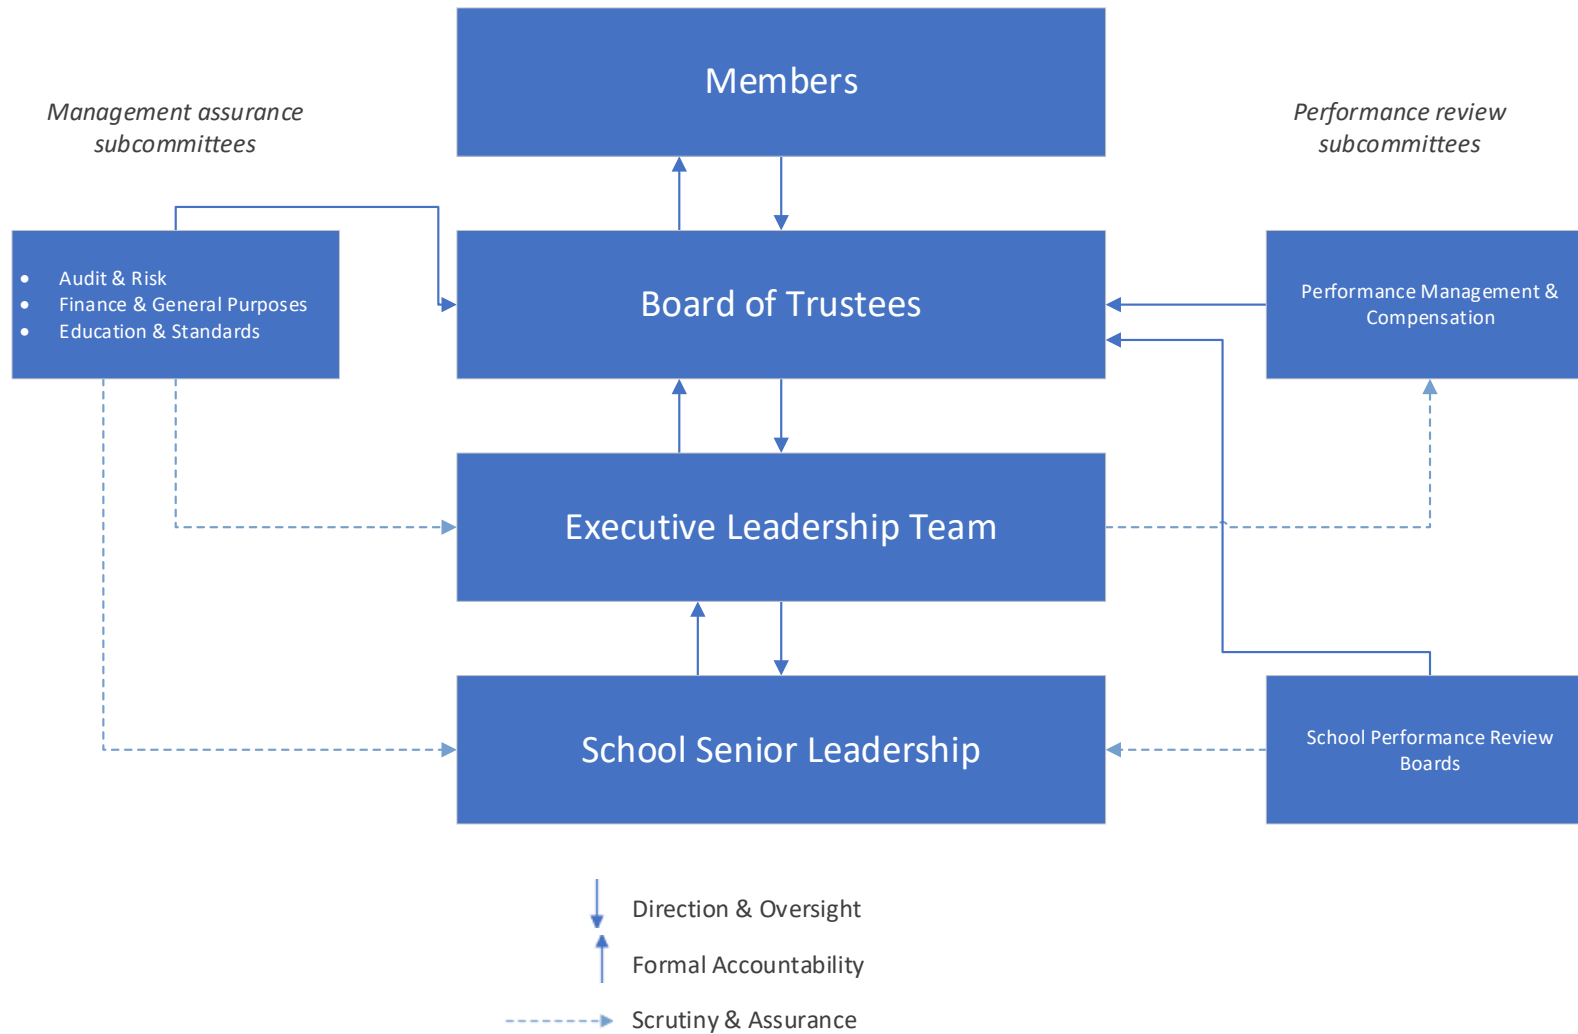 Members
Management assurance
subcommittees
Performance review
subcommittees
• Audit & Risk
• Finance & General Purposes
• Education & Standards
Board of Trustees
Performance Management &
Compensation
Executive Leadership Team
School Senior Leadership
School Performance Review
Boards
Direction & Oversight
Formal Accountability
Scrutiny & Assurance